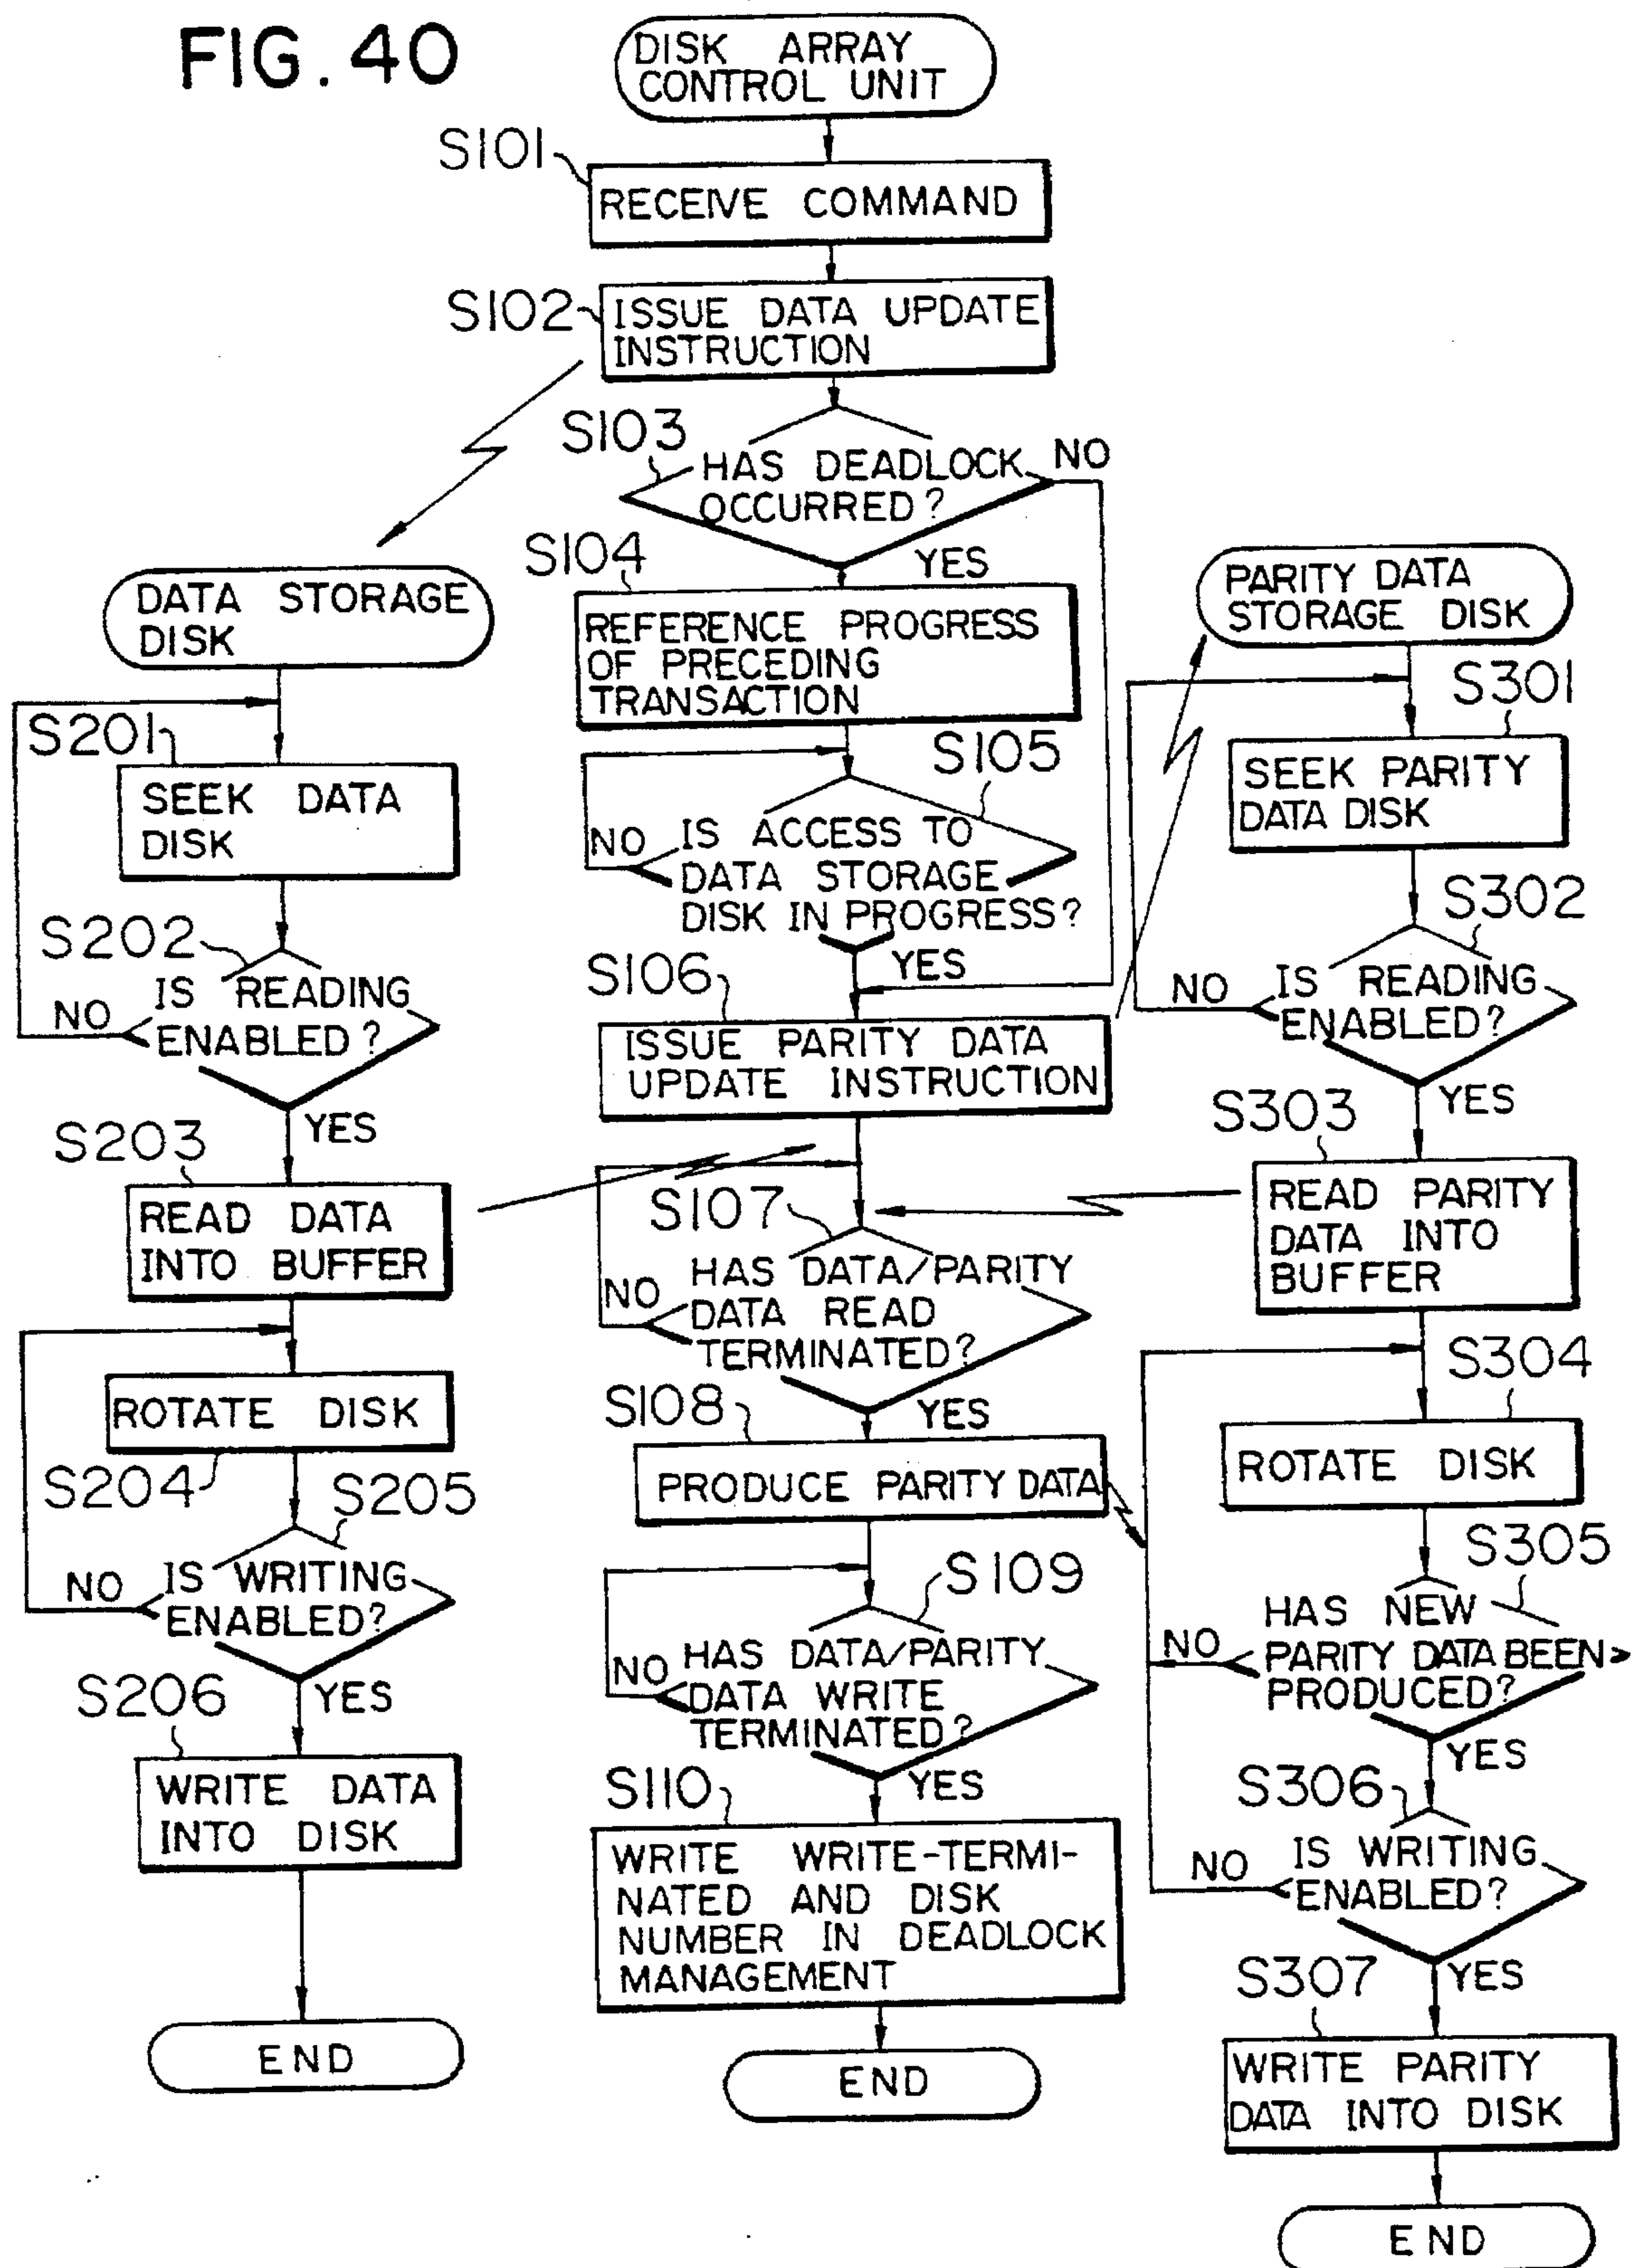 FIG. 40
DISK ARRAY
CONTROL UNIT
S101
RECEIVE COMMAND
S102
ISSUE DATA UPDATE
INSTRUCTION
S103
HAS DEADLOCK
OCCURRED?
NO
YES
S104
REFERENCE PROGRESS
OF PRECEDING
TRANSACTION
S105
IS ACCESS TO
DATA STORAGE
DISK IN PROGRESS?
NO
YES
S106
ISSUE PARITY DATA
UPDATE INSTRUCTION
S107
HAS DATA/PARITY
DATA READ
TERMINATED?
NO
YES
S108
PRODUCE PARITY DATA
S109
HAS DATA/PARITY
DATA WRITE
TERMINATED?
NO
YES
S110
WRITE WRITE-TERMI-
NATED AND DISK
NUMBER IN DEADLOCK
MANAGEMENT
END
DATA STORAGE
DISK
S201
SEEK DATA
DISK
S202
IS READING
ENABLED?
NO
YES
S203
READ DATA
INTO BUFFER
ROTATE DISK
S204
S205
IS WRITING
ENABLED?
NO
YES
S206
WRITE DATA
INTO DISK
END
PARITY DATA
STORAGE DISK
S301
SEEK PARITY
DATA DISK
S302
IS READING
ENABLED?
NO
YES
S303
READ PARITY
DATA INTO
BUFFER
S304
ROTATE DISK
S305
HAS NEW
PARITY DATA BEEN
PRODUCED?
NO
YES
S306
IS WRITING
ENABLED?
NO
YES
S307
WRITE PARITY
DATA INTO DISK
END